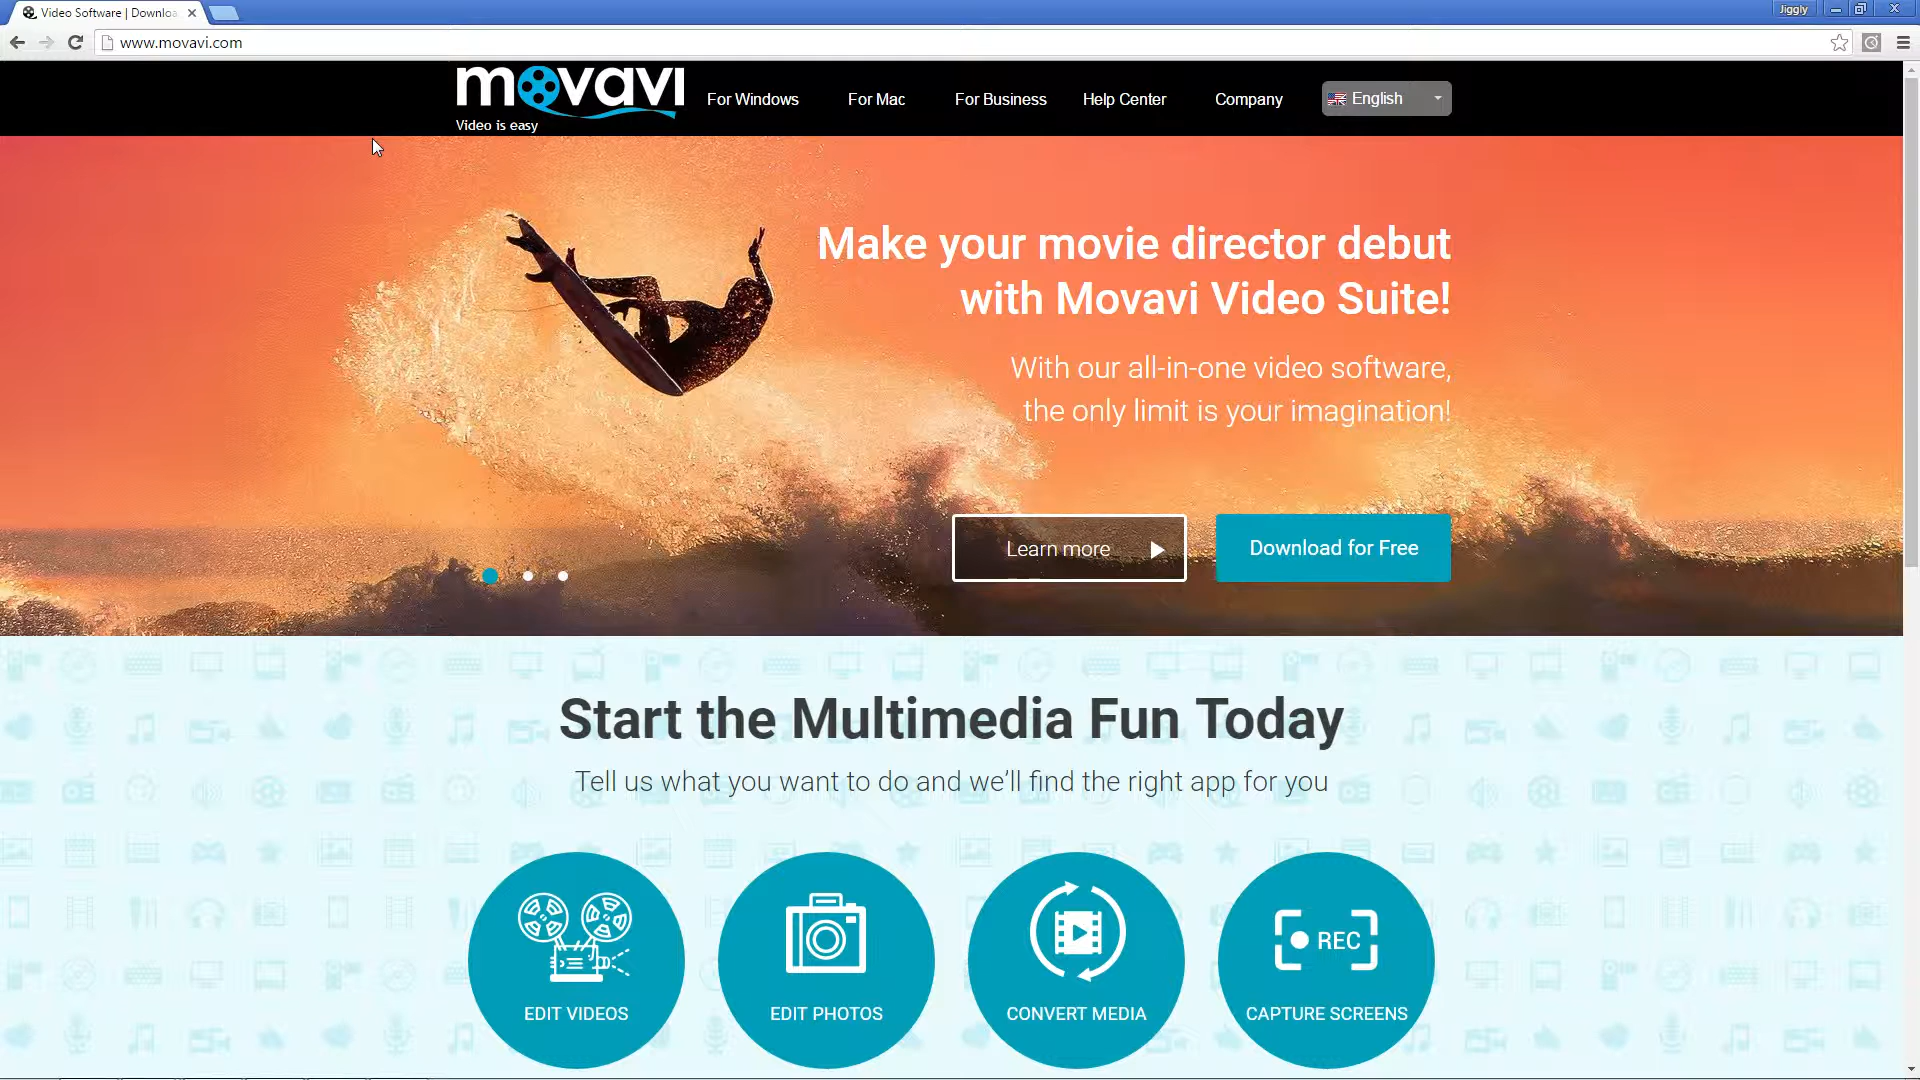 Video Software | Downloa
Jiggly
www.movavi.com
movavi
Video is easy
For Windows
For Mac
For Business
Help Center
Company
English
Make your movie director debut
with Movavi Video Suite!
With our all-in-one video software,
the only limit is your imagination!
Learn more
Download for Free
Start the Multimedia Fun Today
Tell us what you want to do and we'll find the right app for you
REC
EDIT VIDEOS
EDIT PHOTOS
CONVERT MEDIA
CAPTURE SCREENS